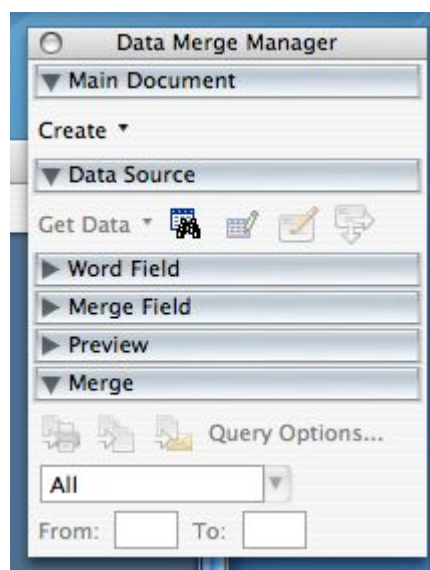 Data Merge Manager
Main Document
Create
Data Source
Get Data
Word Field
Merge Field
Preview
Merge
Query Options...
All
From: To: